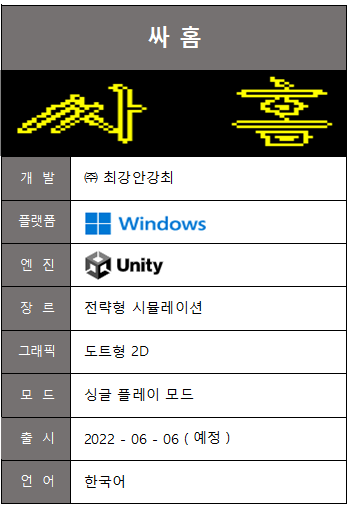 싸 홈
싸 홈
개 발 ㈜ 최강안강최
플랫폼 Windows
엔 진 Unity
장 르 전략형 시뮬레이션
그래픽 도트형 2D
모 드 싱글 플레이 모드
출 시 2022 - 06 - 06 ( 예정 )
언 어 한국어